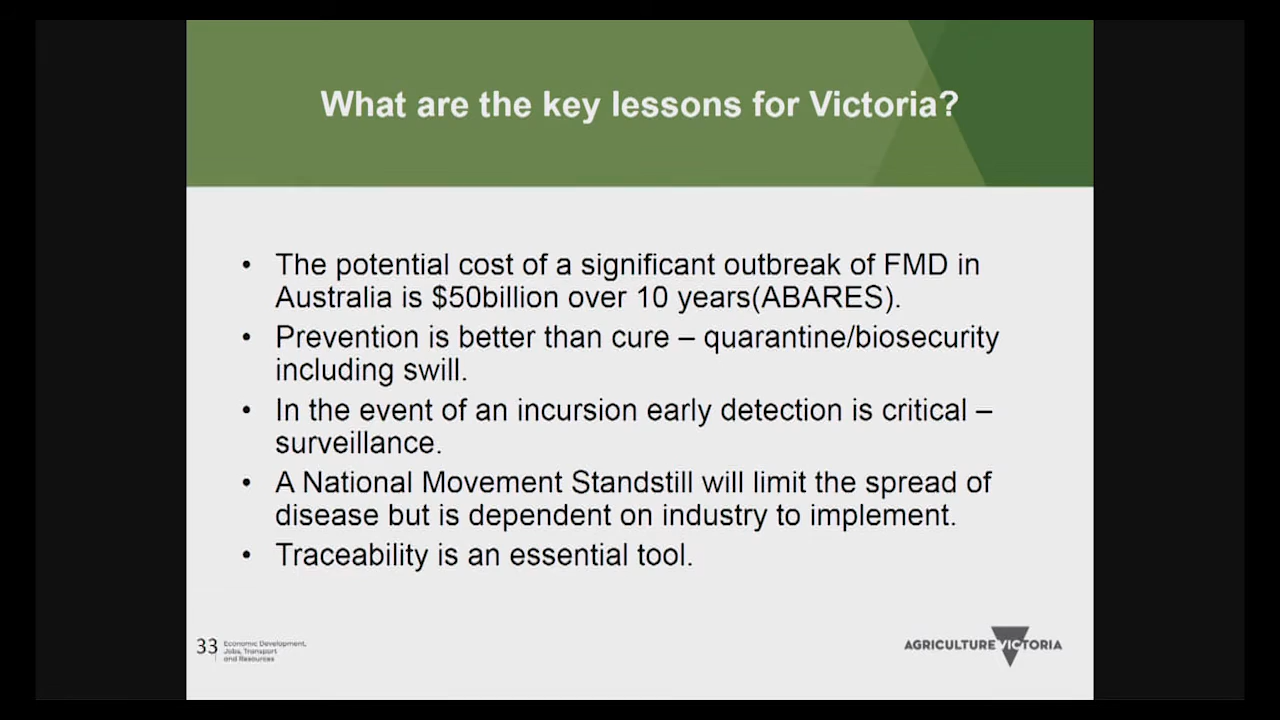 What are the key lessons for Victoria?
• The potential cost of a significant outbreak of FMD in
Australia is $50billion over 10 years(ABARES).
• Prevention is better than cure – quarantine/biosecurity
including swill.
• In the event of an incursion early detection is critical –
surveillance.
• A National Movement Standstill will limit the spread of
disease but is dependent on industry to implement.
• Traceability is an essential tool.
33
Economic Development,
Jobs, Transport
and Resources
AGRICULTURE VICTORIA